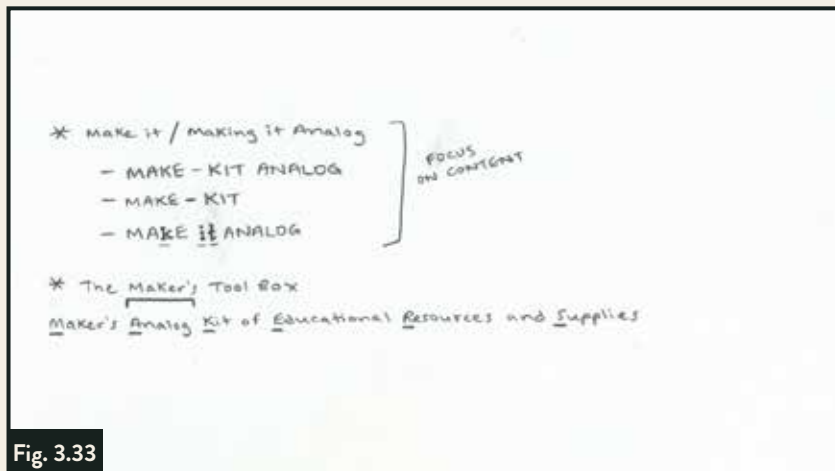 * Make it / Making it Analog
- MAKE-KIT ANALOG
- MAKE-KIT
- MAKE it ANALOG
FOCUS
ON CONTENT
* The Maker's Tool Box
Maker's Analog Kit of Educational Resources and Supplies
Fig. 3.33